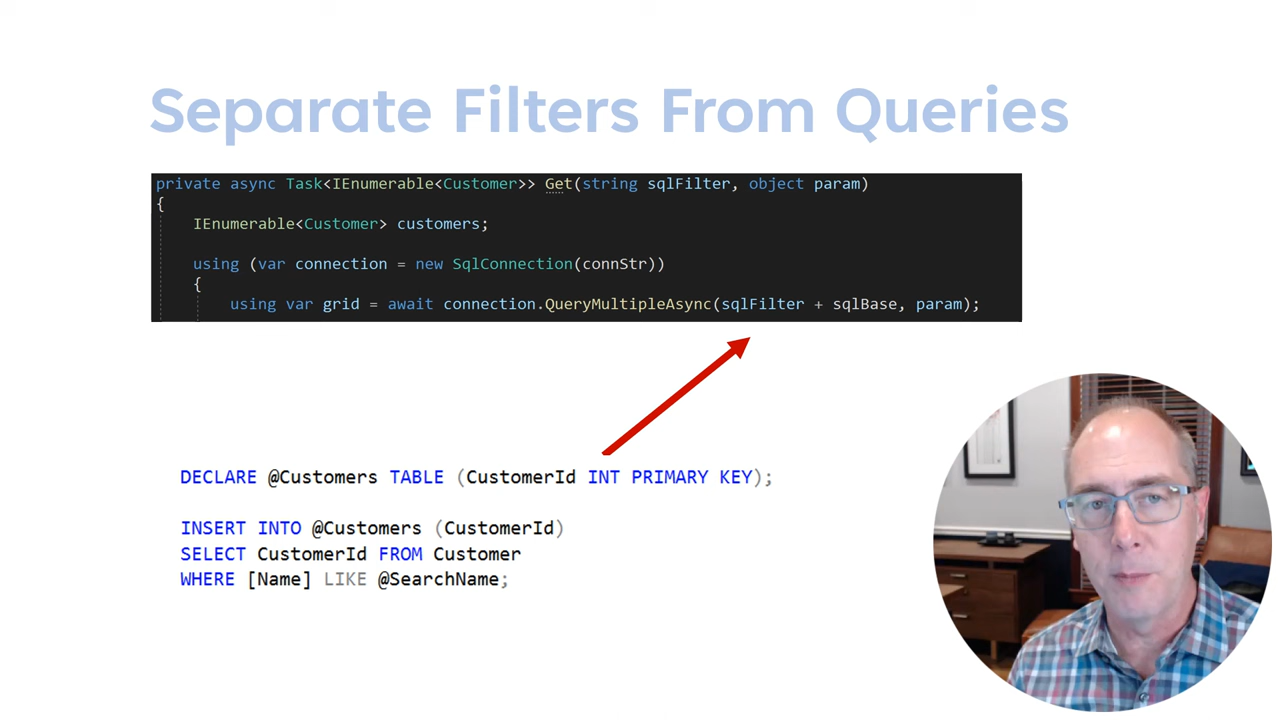 Separate Filters From Queries
private async Task<IEnumerable<Customer>> Get(string sqlFilter, object param)
{
IEnumerable<Customer> customers;
using (var connection = new SqlConnection(connStr))
{
using var grid = await connection.QueryMultipleAsync(sqlFilter + sqlBase, param);
DECLARE @Customers TABLE (CustomerId INT PRIMARY KEY);
INSERT INTO @Customers (CustomerId)
SELECT CustomerId FROM Customer
WHERE [Name] LIKE @SearchName;